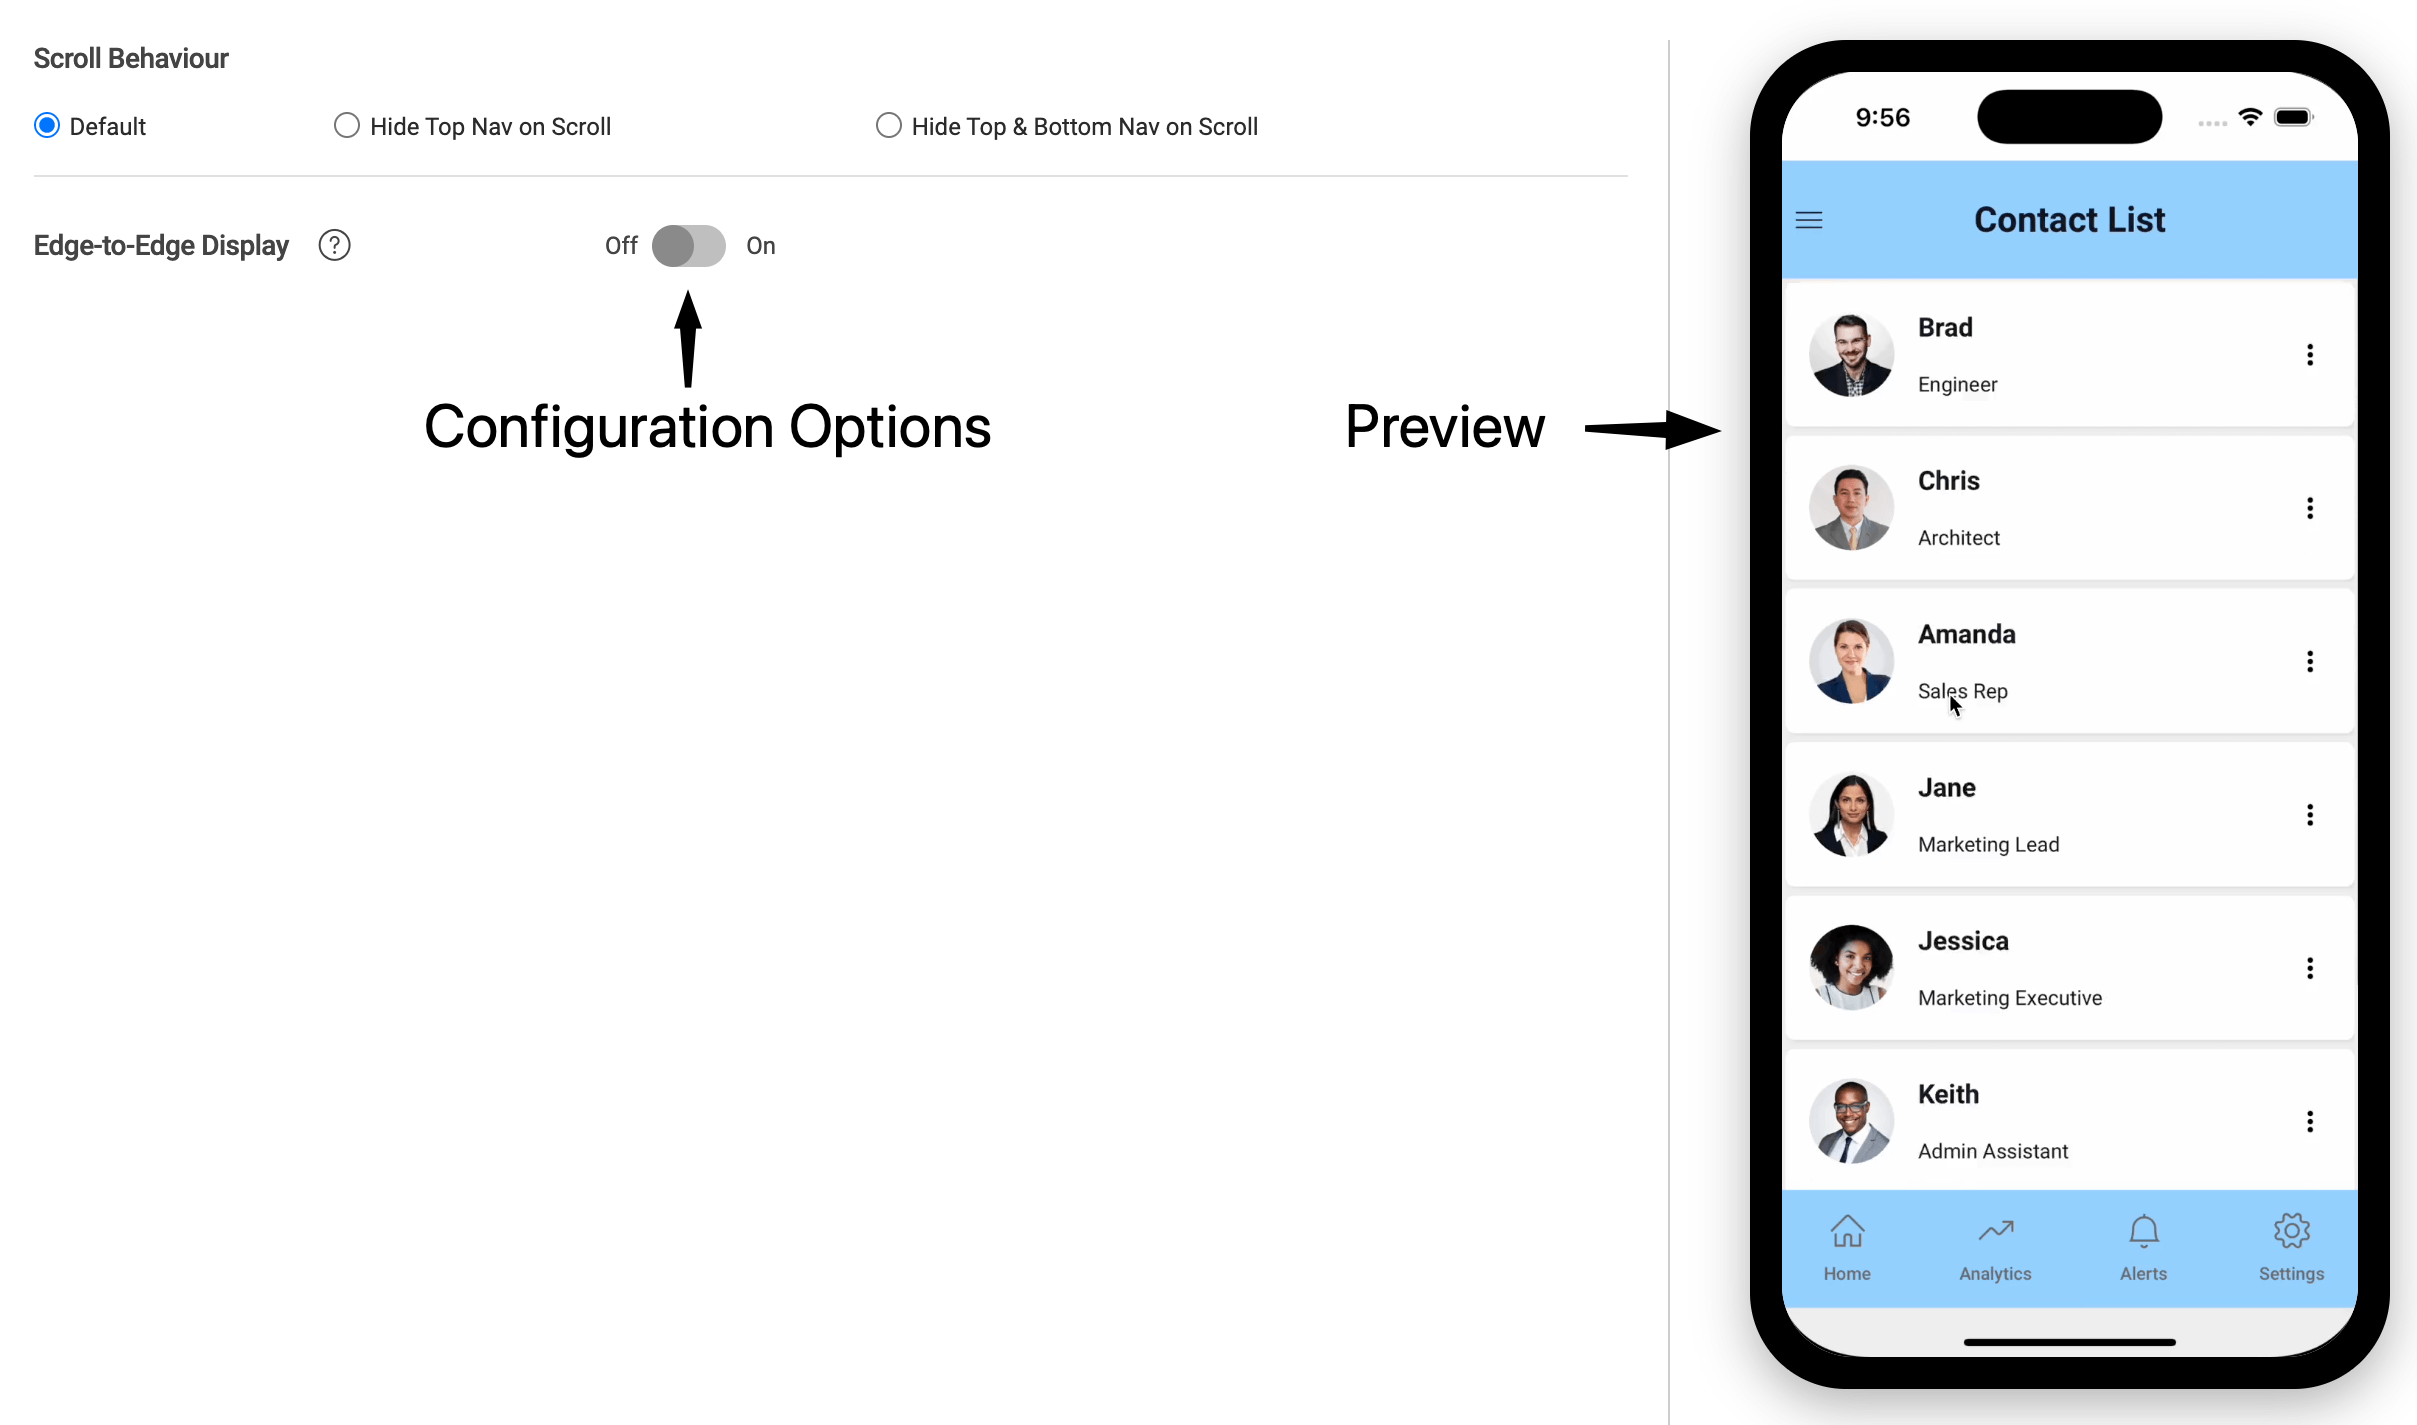 Scroll Behaviour
Default
Hide Top Nav on Scroll
Hide Top & Bottom Nav on Scroll
Edge-to-Edge Display
?
Off
On
Configuration Options
Preview
9:56
Contact List
Brad
Engineer
Chris
Architect
Amanda
Sales Rep
Jane
Marketing Lead
Jessica
Marketing Executive
Keith
Admin Assistant
Home
Analytics
Alerts
Settings